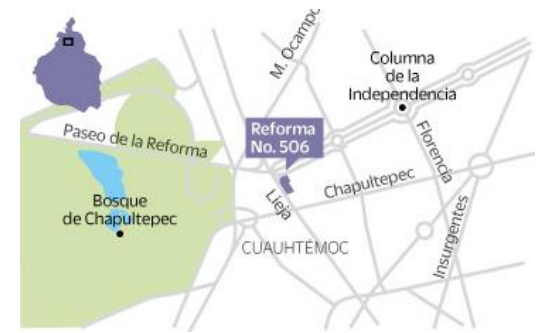 M. Ocampo
Columna
de la
Independencia
Paseo de la Reforma
Reforma
No. 506
Florencia
Chapultepec
Lieja
Bosque
de Chapultepec
Insurgentes
CUAUHTÉMOC